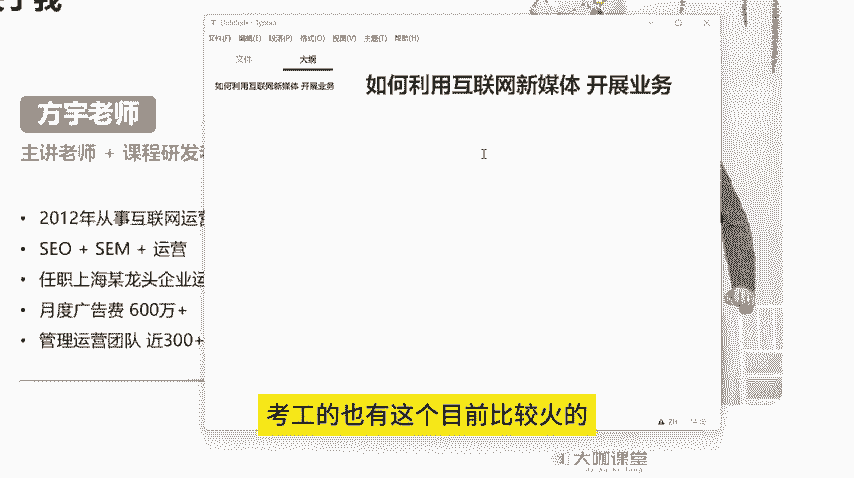 方宇老师
主讲老师 + 课程研发
2012年从事互联网运营
SEO + SEM + 运营
任职上海某龙头企业运
月度广告费 600万+
管理运营团队 近300+
文件(F) 编辑(E) 段落(P) 格式(O) 视图(V) 主题(T) 帮助(H)
文件 大纲
如何利用互联网新媒体 开展业务
如何利用互联网新媒体 开展业务
考工的也有这个目前比较火的
大咖课堂